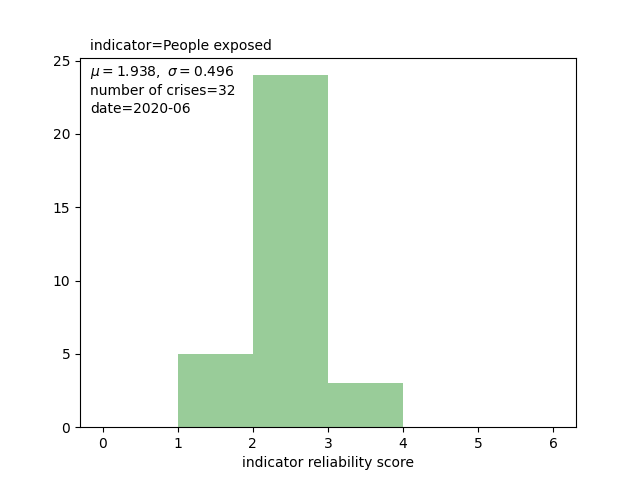 indicator=People exposed
μ = 1.938, σ = 0.496
number of crises=32
date=2020-06
25
20
15
10
5
0
0 1 2 3 4 5 6
indicator reliability score